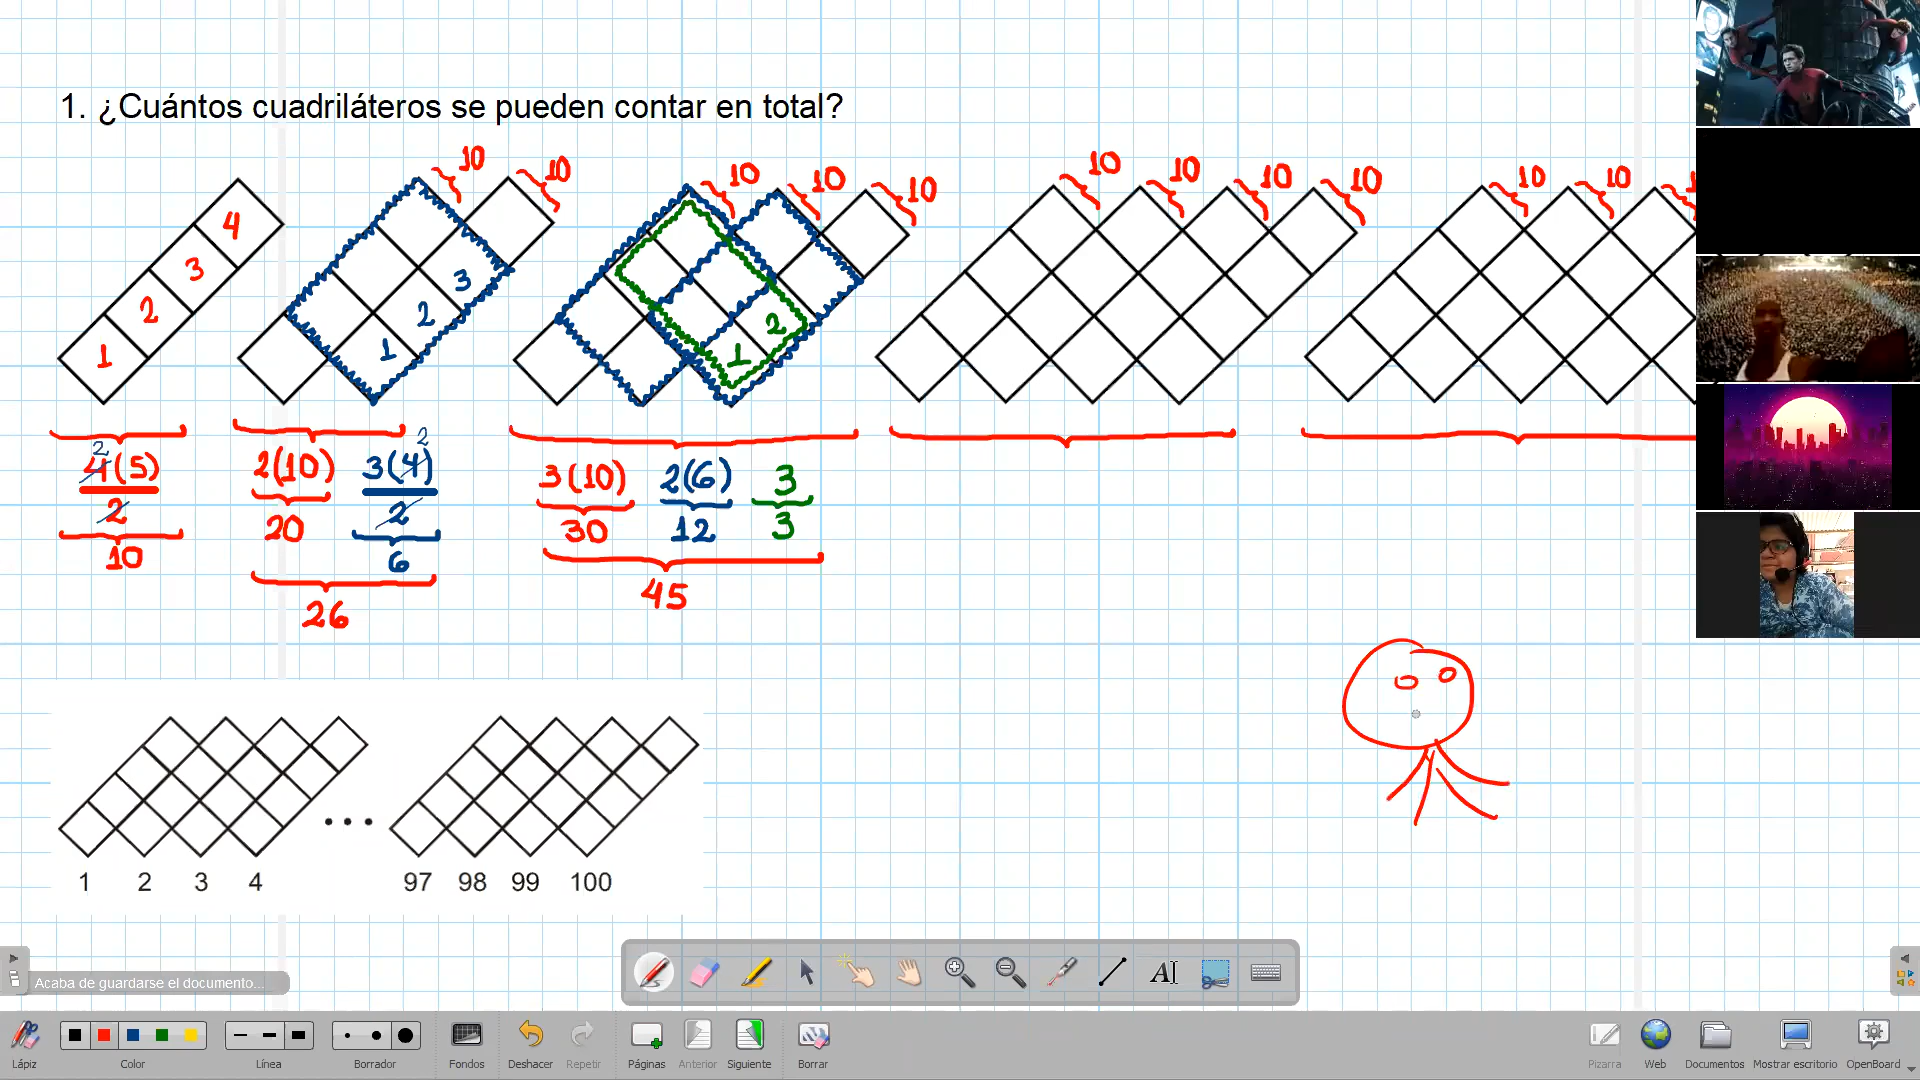 1. ¿Cuántos cuadriláteros se pueden contar en total?
10 10 10 10 10 10 10 10 10 10 10
4 3 2 1
3 2 1
2 1
2
4(5)
2
10
2(10)
20
2
3(4)
2
6
26
3(10)
30
2(6)
12
3
3
45
1 2 3 4 ... 97 98 99 100
Acaba de guardarse el documento...
AI
Lápiz Color Línea Borrador Fondos Deshacer Repetir Páginas Anterior Siguiente Borrar Pizarra Web Documentos Mostrar escritorio OpenBoard